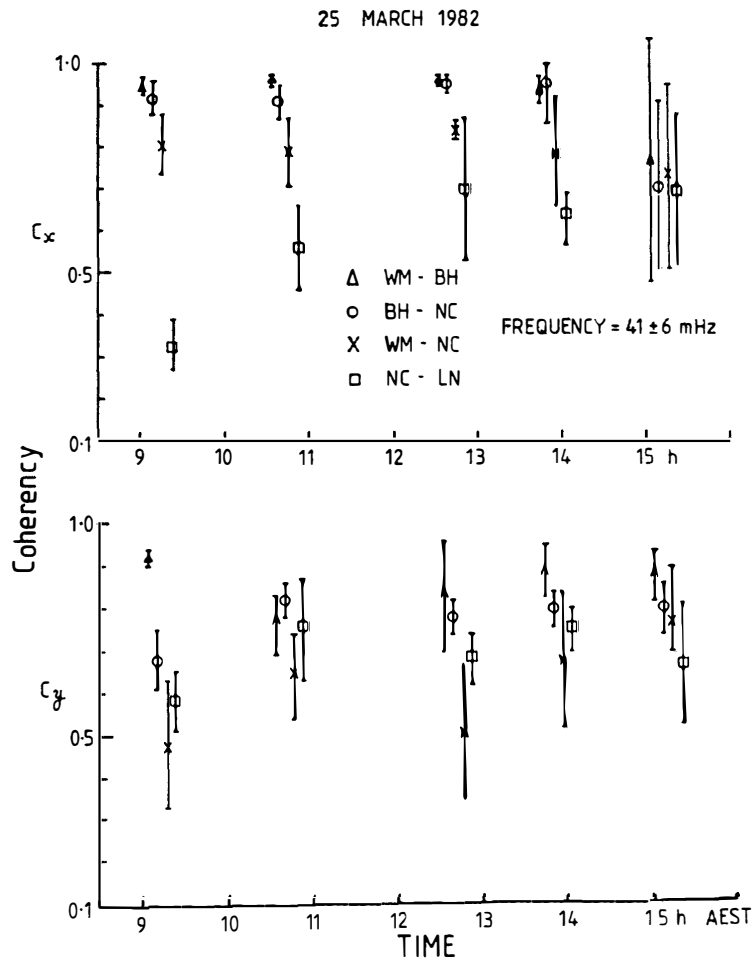 25 MARCH 1982
1.0
0.5
0.1
Cx
9 10 11 12 13 14 15 h
△ WM - BH
○ BH - NC
X WM - NC
□ NC - LN
FREQUENCY = 41 ± 6 mHz
Coherency
1.0
0.5
0.1
Cy
9 10 11 12 13 14 15 h AEST
TIME